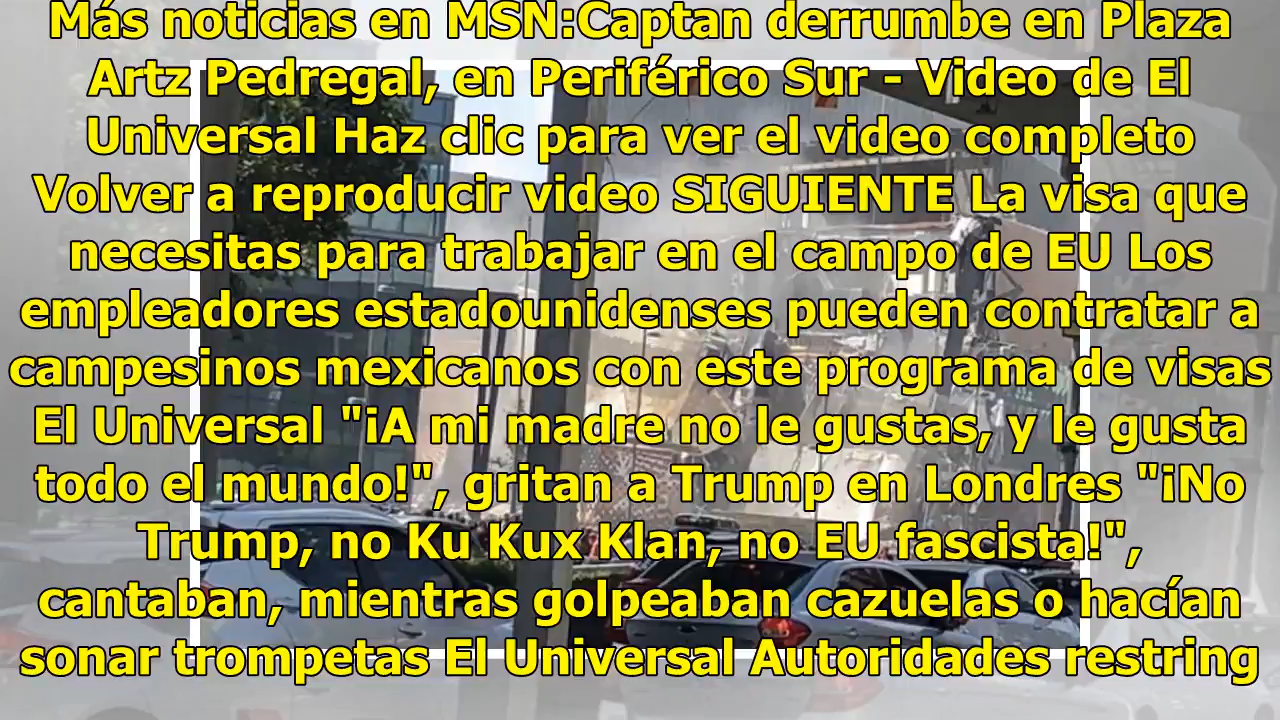 Más noticias en MSN:Captan derrumbe en Plaza
Artz Pedregal, en Periférico Sur - Video de El
Universal Haz clic para ver el video completo
Volver a reproducir video SIGUIENTE La visa que
necesitas para trabajar en el campo de EU Los
empleadores estadounidenses pueden contratar a
campesinos mexicanos con este programa de visas
El Universal "¡A mi madre no le gustas, y le gusta
todo el mundo!", gritan a Trump en Londres "¡No
Trump, no Ku Kux Klan, no EU fascista!",
cantaban, mientras golpeaban cazuelas o hacían
sonar trompetas El Universal Autoridades restring